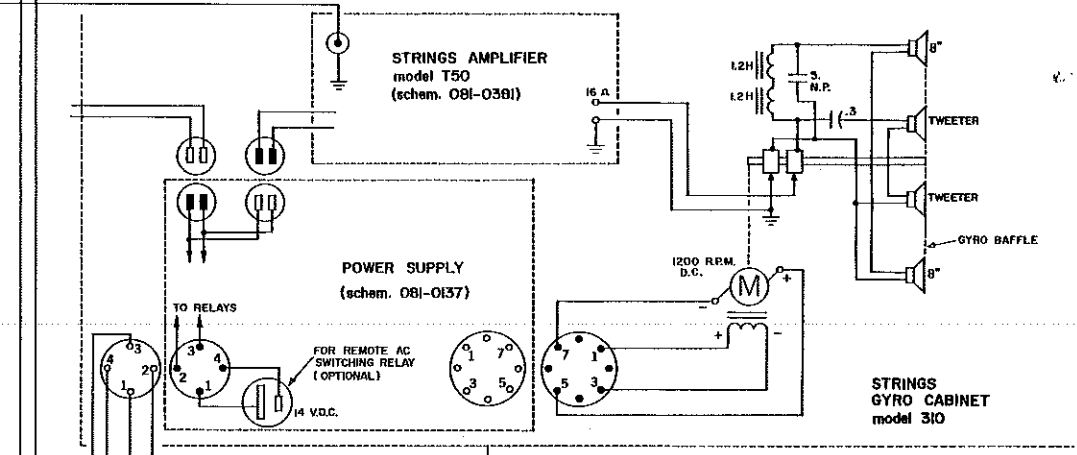 STRINGS AMPLIFIER
model T50
(schem. 081-0381)
16 Ω
1.2H
1.2H
3.
N.P.
.3
8"
TWEETER
TWEETER
GYRO BAFFLE
8"
POWER SUPPLY
(schem. 081-0137)
1200 R.P.M.
D.C.
M
+
-
+
-
TO RELAYS
FOR REMOTE AC
SWITCHING RELAY
(OPTIONAL)
14 V.D.C.
4 3
1 2
3 4
2 1
1 7
3 5
7 1
5 3
STRINGS
GYRO CABINET
model 310